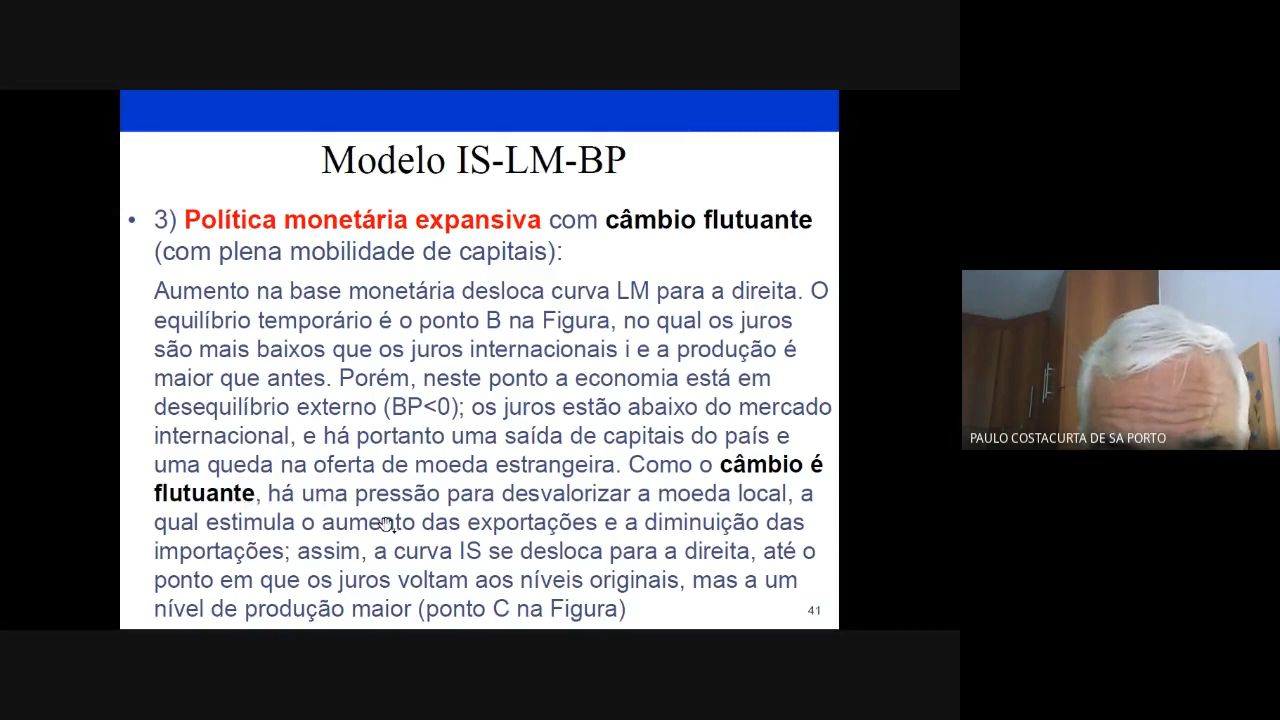 Modelo IS-LM-BP
• 3) Política monetária expansiva com câmbio flutuante
(com plena mobilidade de capitais):
Aumento na base monetária desloca curva LM para a direita. O
equilíbrio temporário é o ponto B na Figura, no qual os juros
são mais baixos que os juros internacionais i e a produção é
maior que antes. Porém, neste ponto a economia está em
desequilíbrio externo (BP<0); os juros estão abaixo do mercado
internacional, e há portanto uma saída de capitais do país e
uma queda na oferta de moeda estrangeira. Como o câmbio é
flutuante, há uma pressão para desvalorizar a moeda local, a
qual estimula o aumento das exportações e a diminuição das
importações; assim, a curva IS se desloca para a direita, até o
ponto em que os juros voltam aos níveis originais, mas a um
nível de produção maior (ponto C na Figura)
41
PAULO COSTACURTA DE SA PORTO